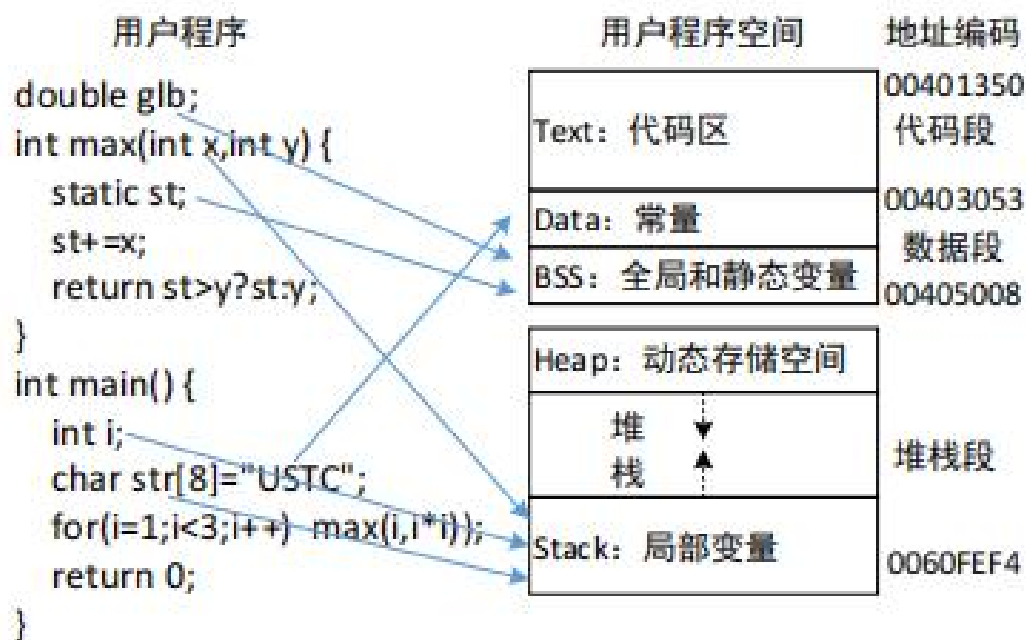 用户程序
double glb;
int max(int x,int y) {
static st;
st+=x;
return st>y?st:y;
}
int main() {
int i;
char str[8]="USTC";
for(i=1;i<3;i++) max(i,i*i));
return 0;
}
用户程序空间
Text: 代码区
Data: 常量
BSS: 全局和静态变量
Heap: 动态存储空间
堆
栈
Stack: 局部变量
地址编码
00401350
代码段
00403053
数据段
00405008
堆栈段
0060FEF4